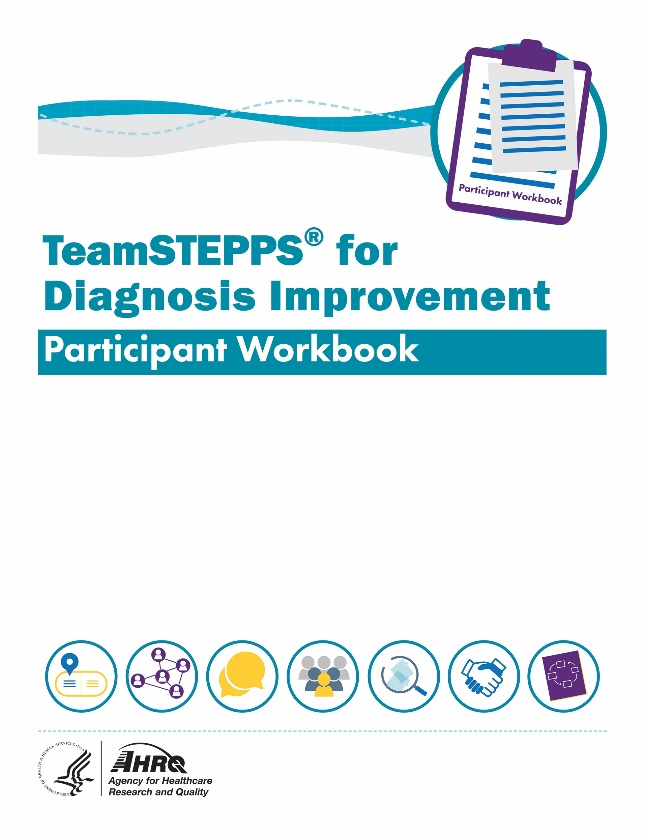 Participant Workbook
TeamSTEPPS® for
Diagnosis Improvement
Participant Workbook
AHRQ
Agency for Healthcare
Research and Quality